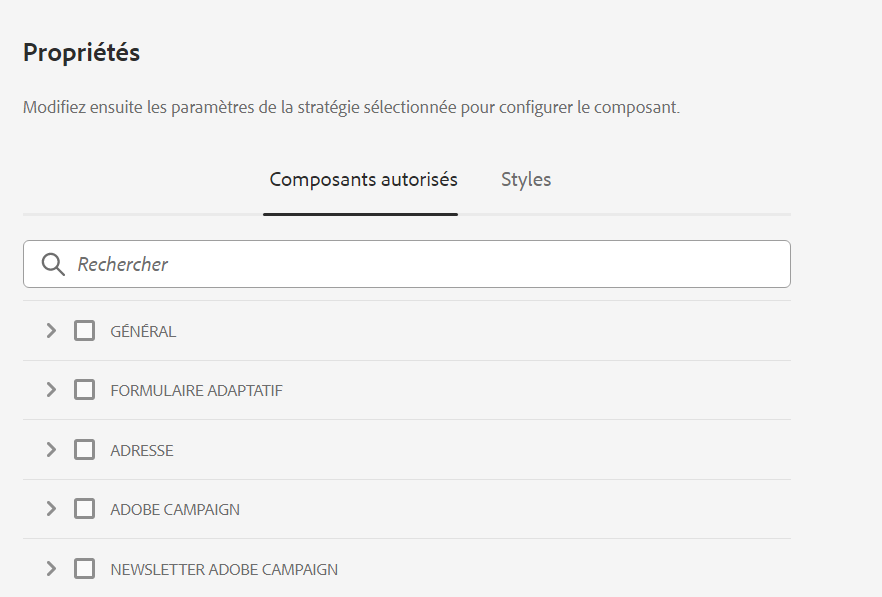 Propriétés
Modifiez ensuite les paramètres de la stratégie sélectionnée pour configurer le composant.
Composants autorisés
Styles
Rechercher
GÉNÉRAL
FORMULAIRE ADAPTATIF
ADRESSE
ADOBE CAMPAIGN
NEWSLETTER ADOBE CAMPAIGN